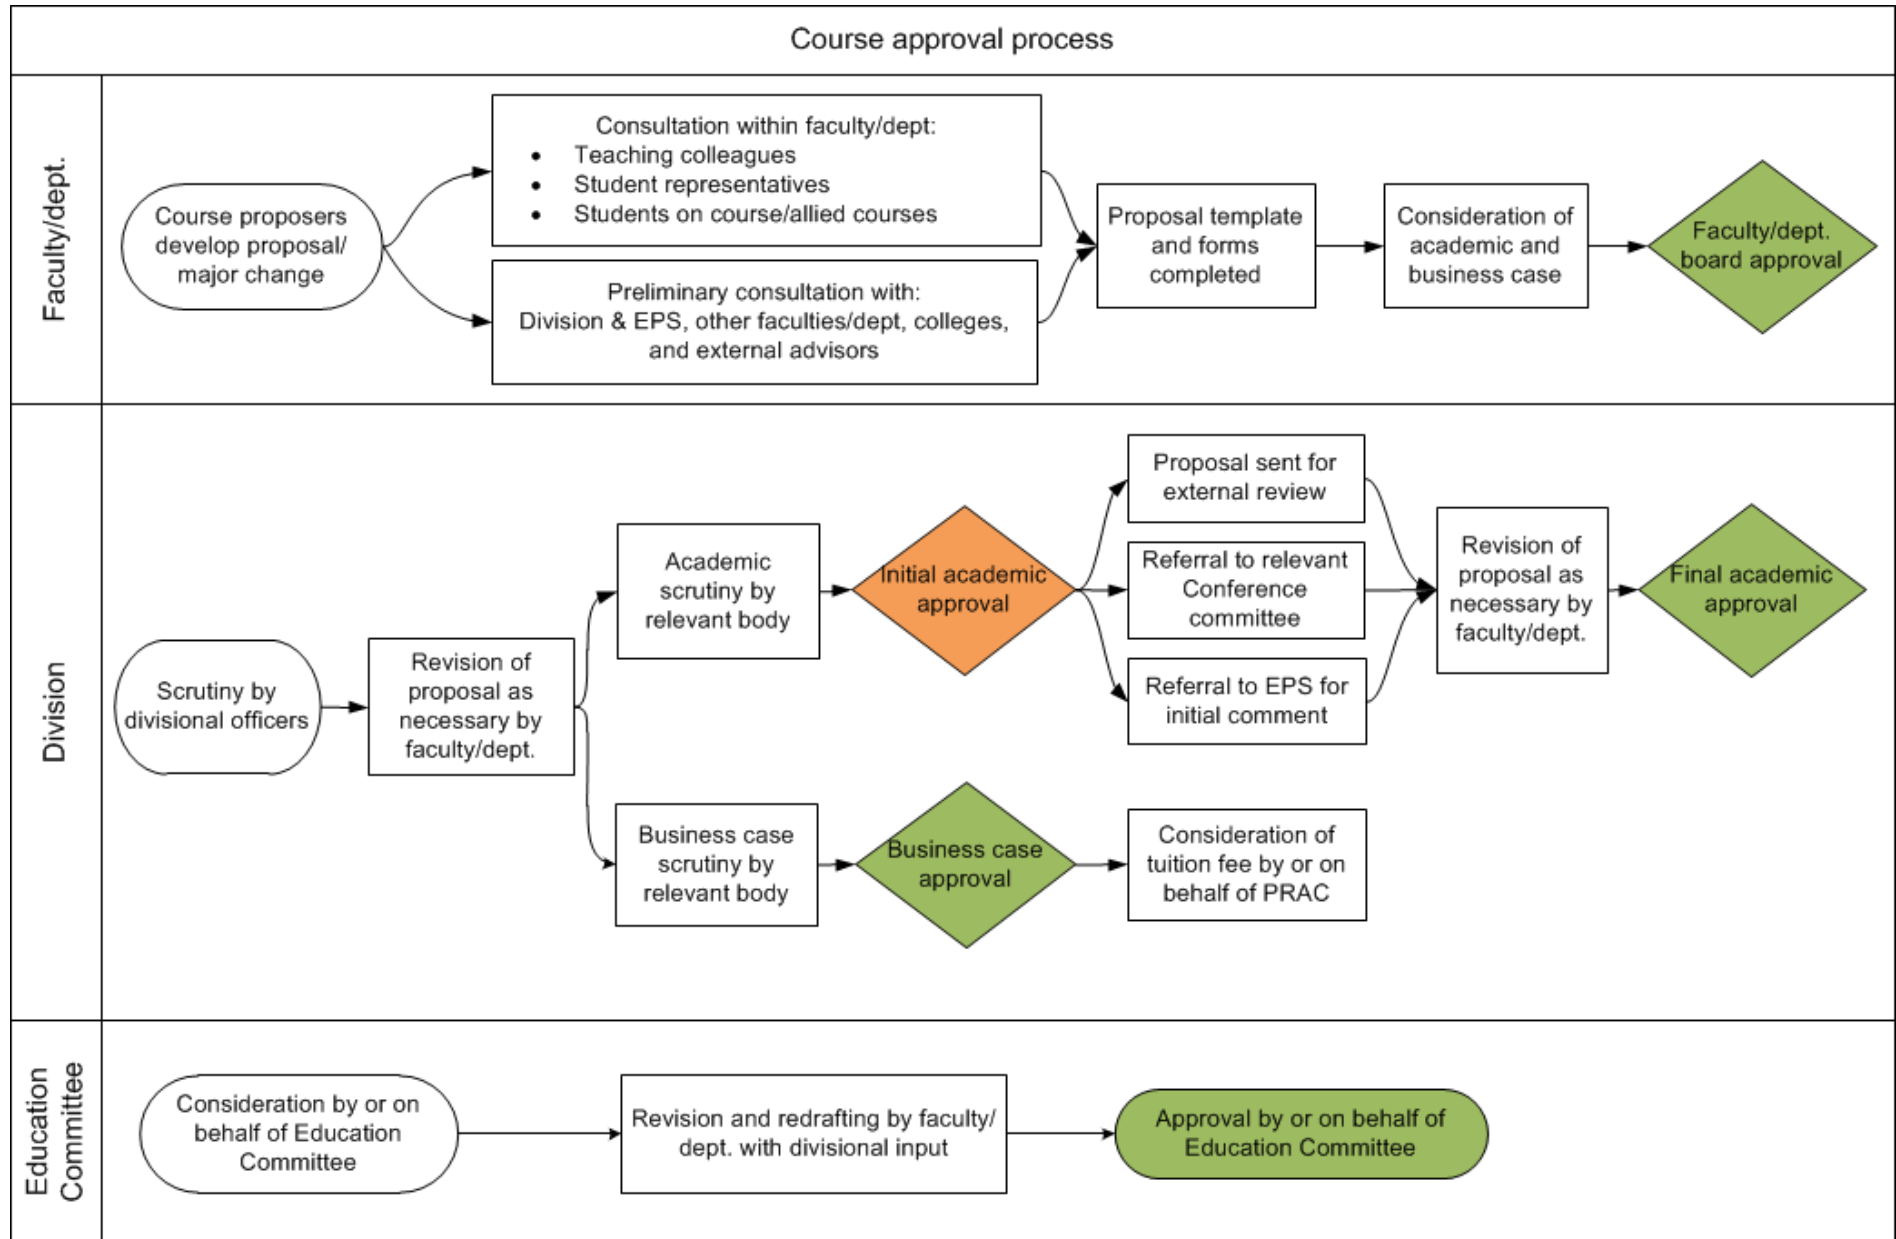 Course approval process
Faculty/dept.
Course proposers
develop proposal/
major change
Consultation within faculty/dept:
• Teaching colleagues
• Student representatives
• Students on course/allied courses
Preliminary consultation with:
Division & EPS, other faculties/dept, colleges,
and external advisors
Proposal template
and forms
completed
Consideration of
academic and
business case
Faculty/dept.
board approval
Division
Scrutiny by
divisional officers
Revision of
proposal as
necessary by
faculty/dept.
Academic
scrutiny by
relevant body
Initial academic
approval
Proposal sent for
external review
Referral to relevant
Conference
committee
Referral to EPS for
initial comment
Revision of
proposal as
necessary by
faculty/dept.
Final academic
approval
Business case
scrutiny by
relevant body
Business case
approval
Consideration of
tuition fee by or on
behalf of PRAC
Education
Committee
Consideration by or on
behalf of Education
Committee
Revision and redrafting by faculty/
dept. with divisional input
Approval by or on behalf of
Education Committee